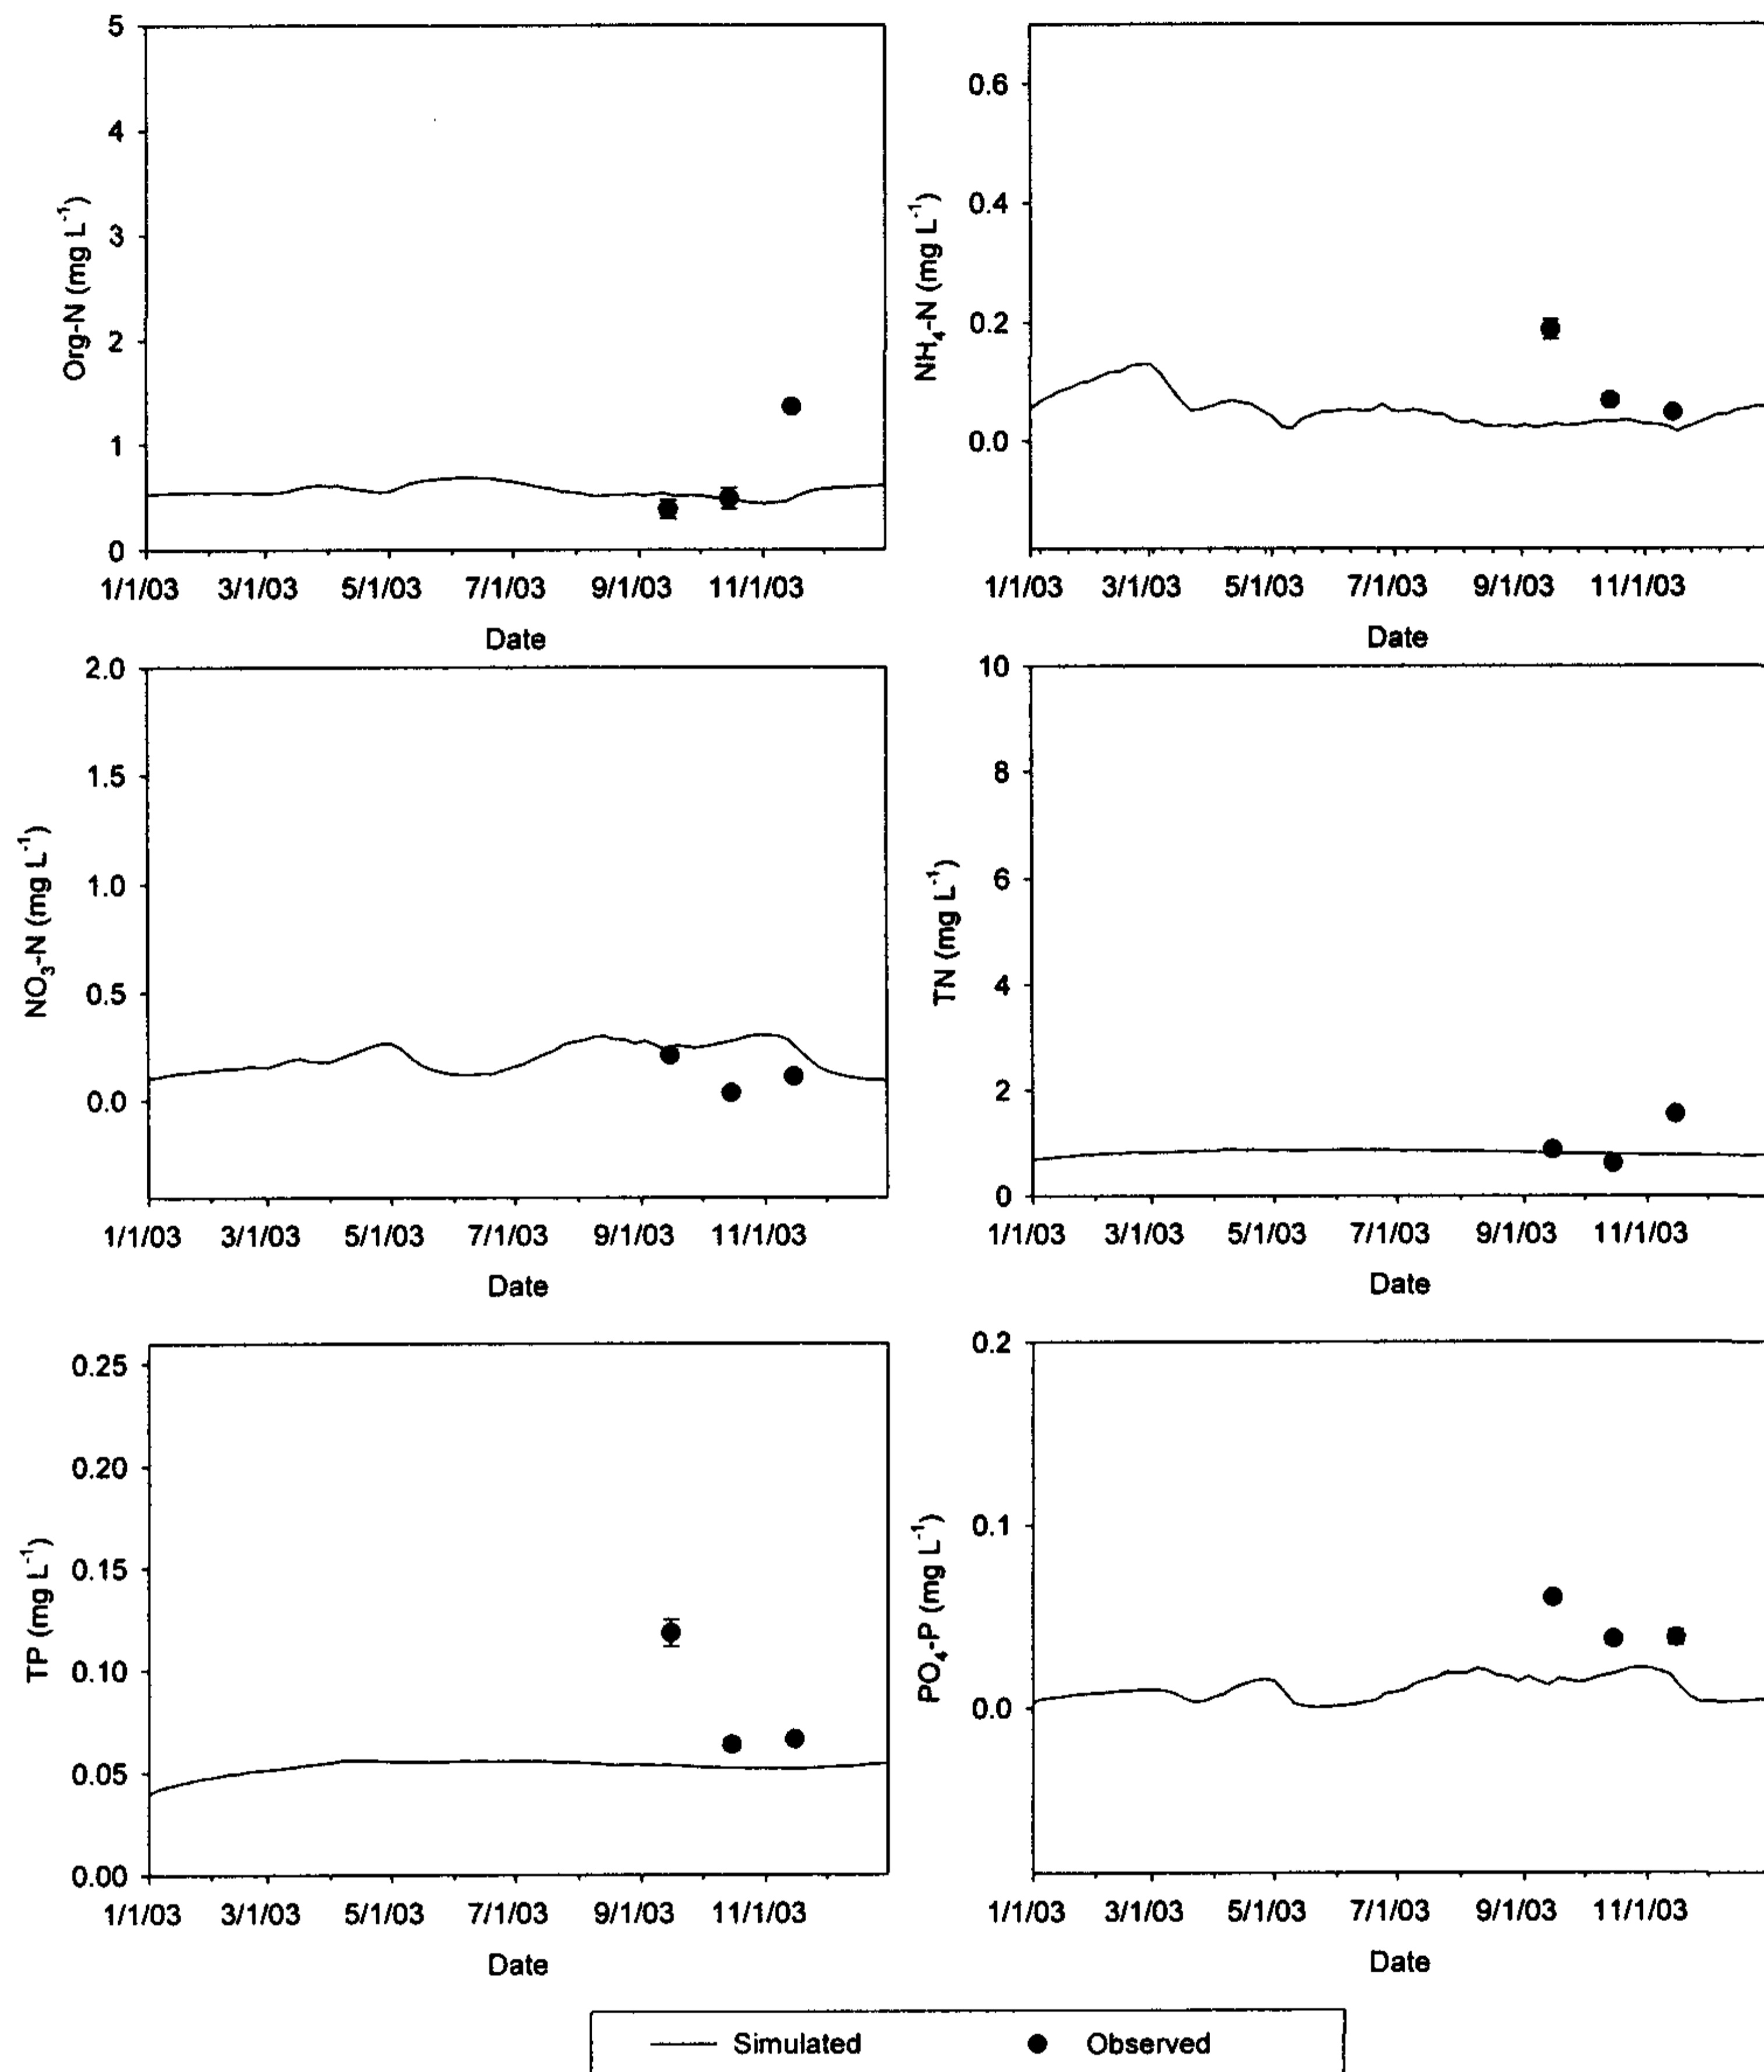 5
4
3
2
1
0
Org-N (mg L-1)
1/1/03 3/1/03 5/1/03 7/1/03 9/1/03 11/1/03
Date
0.6
0.4
0.2
0.0
NH4-N (mg L-1)
1/1/03 3/1/03 5/1/03 7/1/03 9/1/03 11/1/03
Date
2.0
1.5
1.0
0.5
0.0
NO3-N (mg L-1)
1/1/03 3/1/03 5/1/03 7/1/03 9/1/03 11/1/03
Date
10
8
6
4
2
0
TN (mg L-1)
1/1/03 3/1/03 5/1/03 7/1/03 9/1/03 11/1/03
Date
0.25
0.20
0.15
0.10
0.05
0.00
TP (mg L-1)
1/1/03 3/1/03 5/1/03 7/1/03 9/1/03 11/1/03
Date
0.2
0.1
0.0
PO4-P (mg L-1)
1/1/03 3/1/03 5/1/03 7/1/03 9/1/03 11/1/03
Date
Simulated Observed